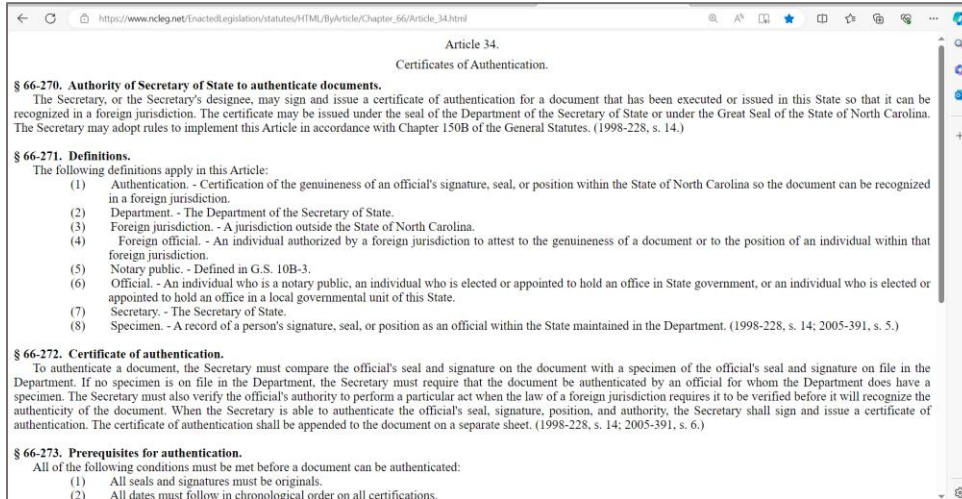 https://www.ncleg.net/EnactedLegislation/statutes/HTML/ByArticle/Chapter_66/Article_34.html
Article 34.
Certificates of Authentication.
§ 66-270. Authority of Secretary of State to authenticate documents.
The Secretary, or the Secretary's designee, may sign and issue a certificate of authentication for a document that has been executed or issued in this State so that it can be
recognized in a foreign jurisdiction. The certificate may be issued under the seal of the Department of the Secretary of State or under the Great Seal of the State of North Carolina.
The Secretary may adopt rules to implement this Article in accordance with Chapter 150B of the General Statutes. (1998-228, s. 14.)
§ 66-271. Definitions.
The following definitions apply in this Article:
(1) Authentication. - Certification of the genuineness of an official's signature, seal, or position within the State of North Carolina so the document can be recognized
in a foreign jurisdiction.
(2) Department. - The Department of the Secretary of State.
(3) Foreign jurisdiction. - A jurisdiction outside the State of North Carolina.
(4) Foreign official. - An individual authorized by a foreign jurisdiction to attest to the genuineness of a document or to the position of an individual within that
foreign jurisdiction.
(5) Notary public. - Defined in G.S. 10B-3.
(6) Official. - An individual who is a notary public, an individual who is elected or appointed to hold an office in State government, or an individual who is elected or
appointed to hold an office in a local governmental unit of this State.
(7) Secretary. - The Secretary of State.
(8) Specimen. - A record of a person's signature, seal, or position as an official within the State maintained in the Department. (1998-228, s. 14; 2005-391, s. 5.)
§ 66-272. Certificate of authentication.
To authenticate a document, the Secretary must compare the official's seal and signature on the document with a specimen of the official's seal and signature on file in the
Department. If no specimen is on file in the Department, the Secretary must require that the document be authenticated by an official for whom the Department does have a
specimen. The Secretary must also verify the official's authority to perform a particular act when the law of a foreign jurisdiction requires it to be verified before it will recognize the
authenticity of the document. When the Secretary is able to authenticate the official's seal, signature, position, and authority, the Secretary shall sign and issue a certificate of
authentication. The certificate of authentication shall be appended to the document on a separate sheet. (1998-228, s. 14; 2005-391, s. 6.)
§ 66-273. Prerequisites for authentication.
All of the following conditions must be met before a document can be authenticated:
(1) All seals and signatures must be originals.
(2) All dates must follow in chronological order on all certifications.